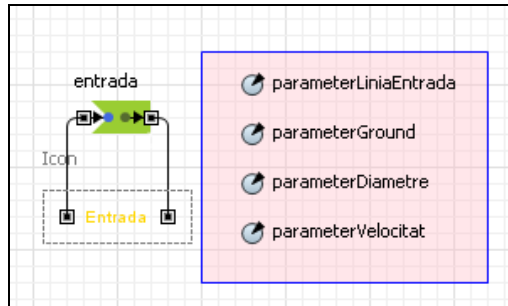 entrada
Icon
Entrada
parameterLiniaEntrada
parameterGround
parameterDiametre
parameterVelocitat